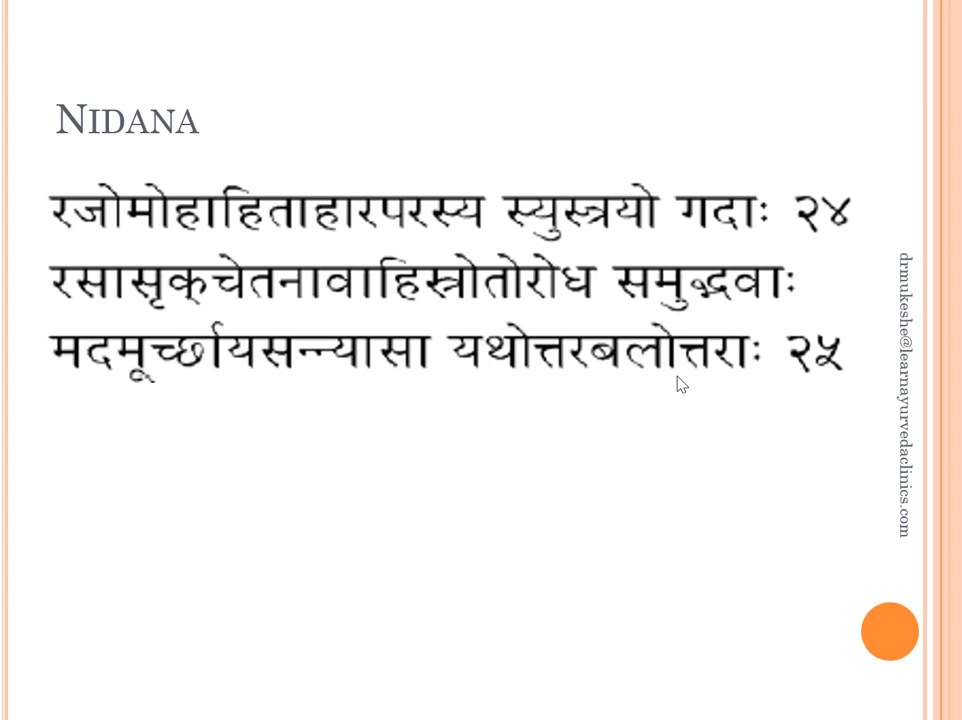 NIDANA
रजोमोहाहिताहारपरस्य स्युस्त्रयो गदाः २४
रसासृक्चेतनावाहिस्त्रोतोरोध समुद्भवाः
मदमूर्च्छायसन्न्यासा यथोत्तरबलोत्तराः २५
drmukeshe@learnayurvedaclinics.com